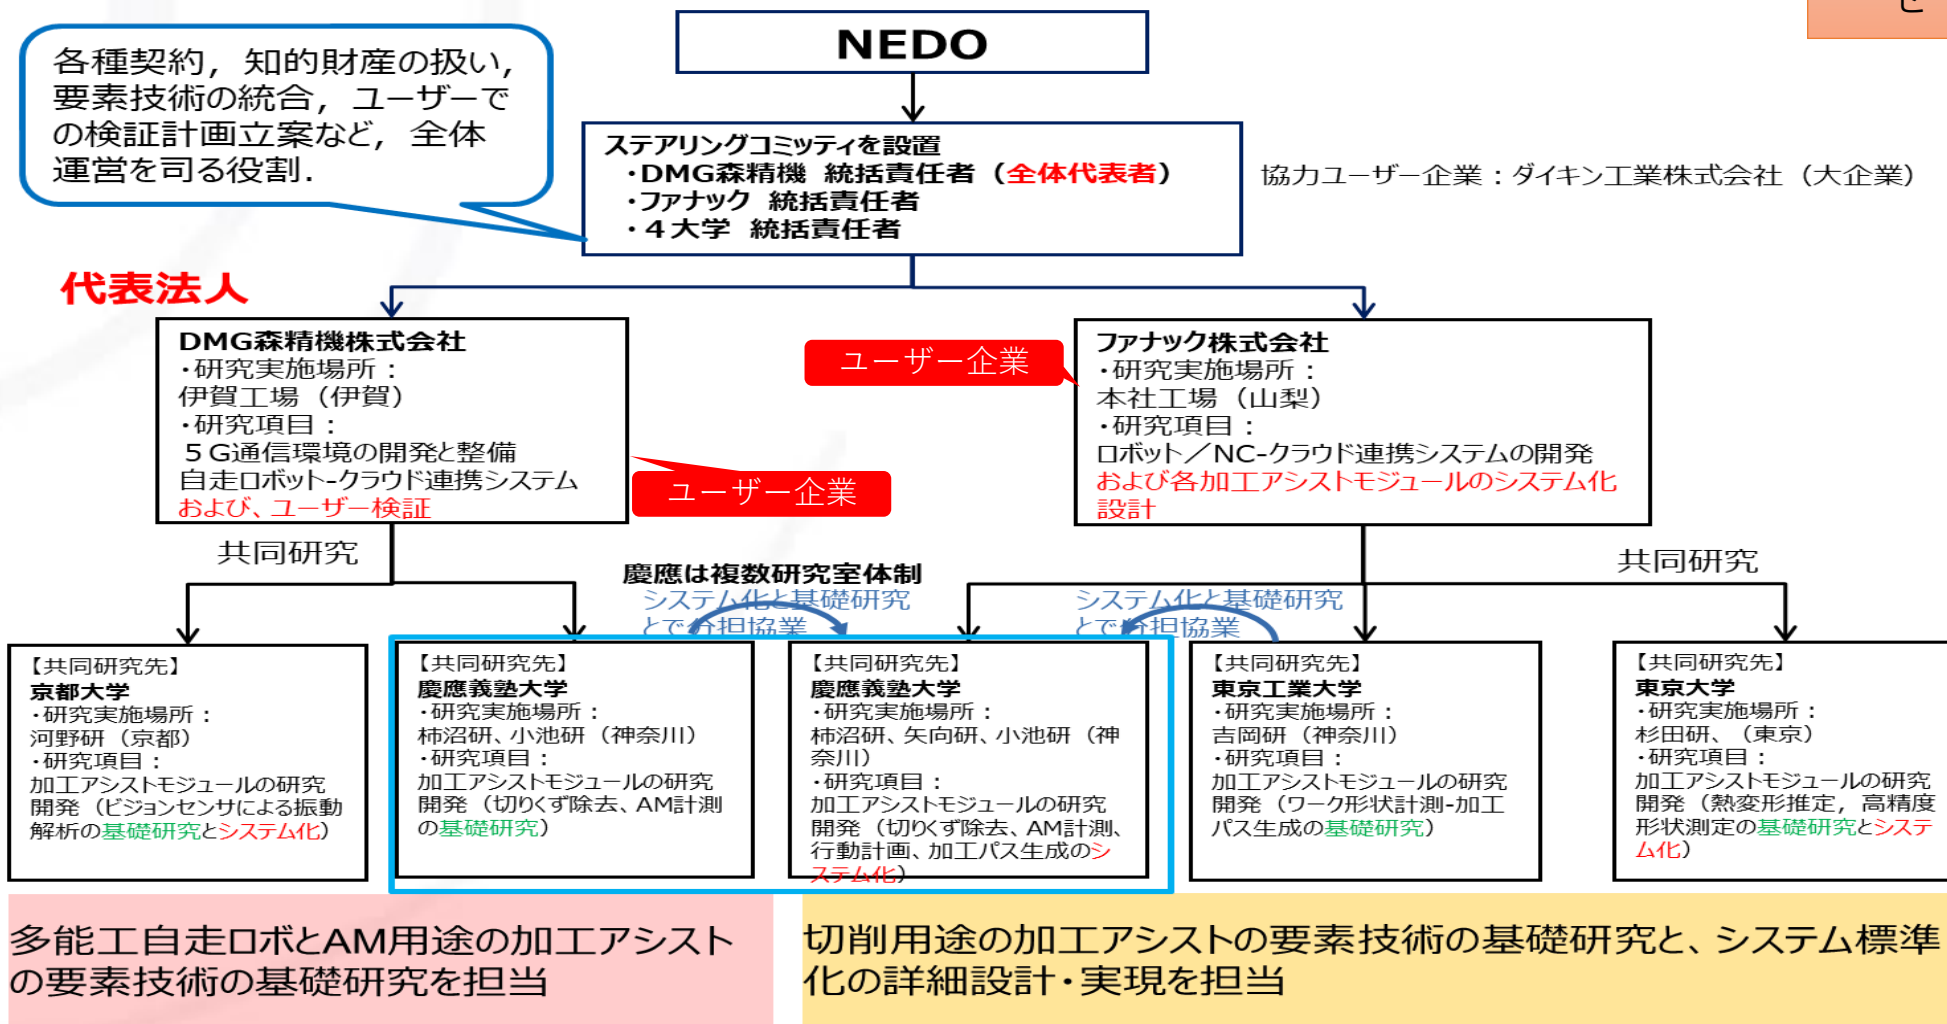 各種契約，知的財産の扱い，
要素技術の統合，ユーザーで
の検証計画立案など，全体
運営を司る役割．
NEDO
ステアリングコミッティを設置
・DMG森精機 統括責任者（全体代表者）
・ファナック 統括責任者
・４大学 統括責任者
協力ユーザー企業：ダイキン工業株式会社（大企業）
代表法人
DMG森精機株式会社
・研究実施場所：
伊賀工場（伊賀）
・研究項目：
５G通信環境の開発と整備
自走ロボット-クラウド連携システム
および、ユーザー検証
ユーザー企業
ユーザー企業
ファナック株式会社
・研究実施場所：
本社工場（山梨）
・研究項目：
ロボット／NC-クラウド連携システムの開発
および各加工アシストモジュールのシステム化
設計
共同研究
慶應は複数研究室体制
システム化と基礎研究
とで分担協業
システム化と基礎研究
とで分担協業
共同研究
【共同研究先】
京都大学
・研究実施場所：
河野研（京都）
・研究項目：
加工アシストモジュールの研究
開発（ビジョンセンサによる振動
解析の基礎研究とシステム化）
【共同研究先】
慶應義塾大学
・研究実施場所：
柿沼研、小池研（神奈川）
・研究項目：
加工アシストモジュールの研究
開発（切りくず除去、AM計測
の基礎研究）
【共同研究先】
慶應義塾大学
・研究実施場所：
柿沼研、矢向研、小池研（神
奈川）
・研究項目：
加工アシストモジュールの研究
開発（切りくず除去、AM計測、
行動計画、加工パス生成のシ
ステム化）
【共同研究先】
東京工業大学
・研究実施場所：
吉岡研（神奈川）
・研究項目：
加工アシストモジュールの研究
開発（ワーク形状計測-加工
パス生成の基礎研究）
【共同研究先】
東京大学
・研究実施場所：
杉田研、（東京）
・研究項目：
加工アシストモジュールの研究
開発（熱変形推定，高精度
形状測定の基礎研究とシステ
ム化）
多能工自走ロボとAM用途の加工アシスト
の要素技術の基礎研究を担当
切削用途の加工アシストの要素技術の基礎研究と、システム標準
化の詳細設計・実現を担当